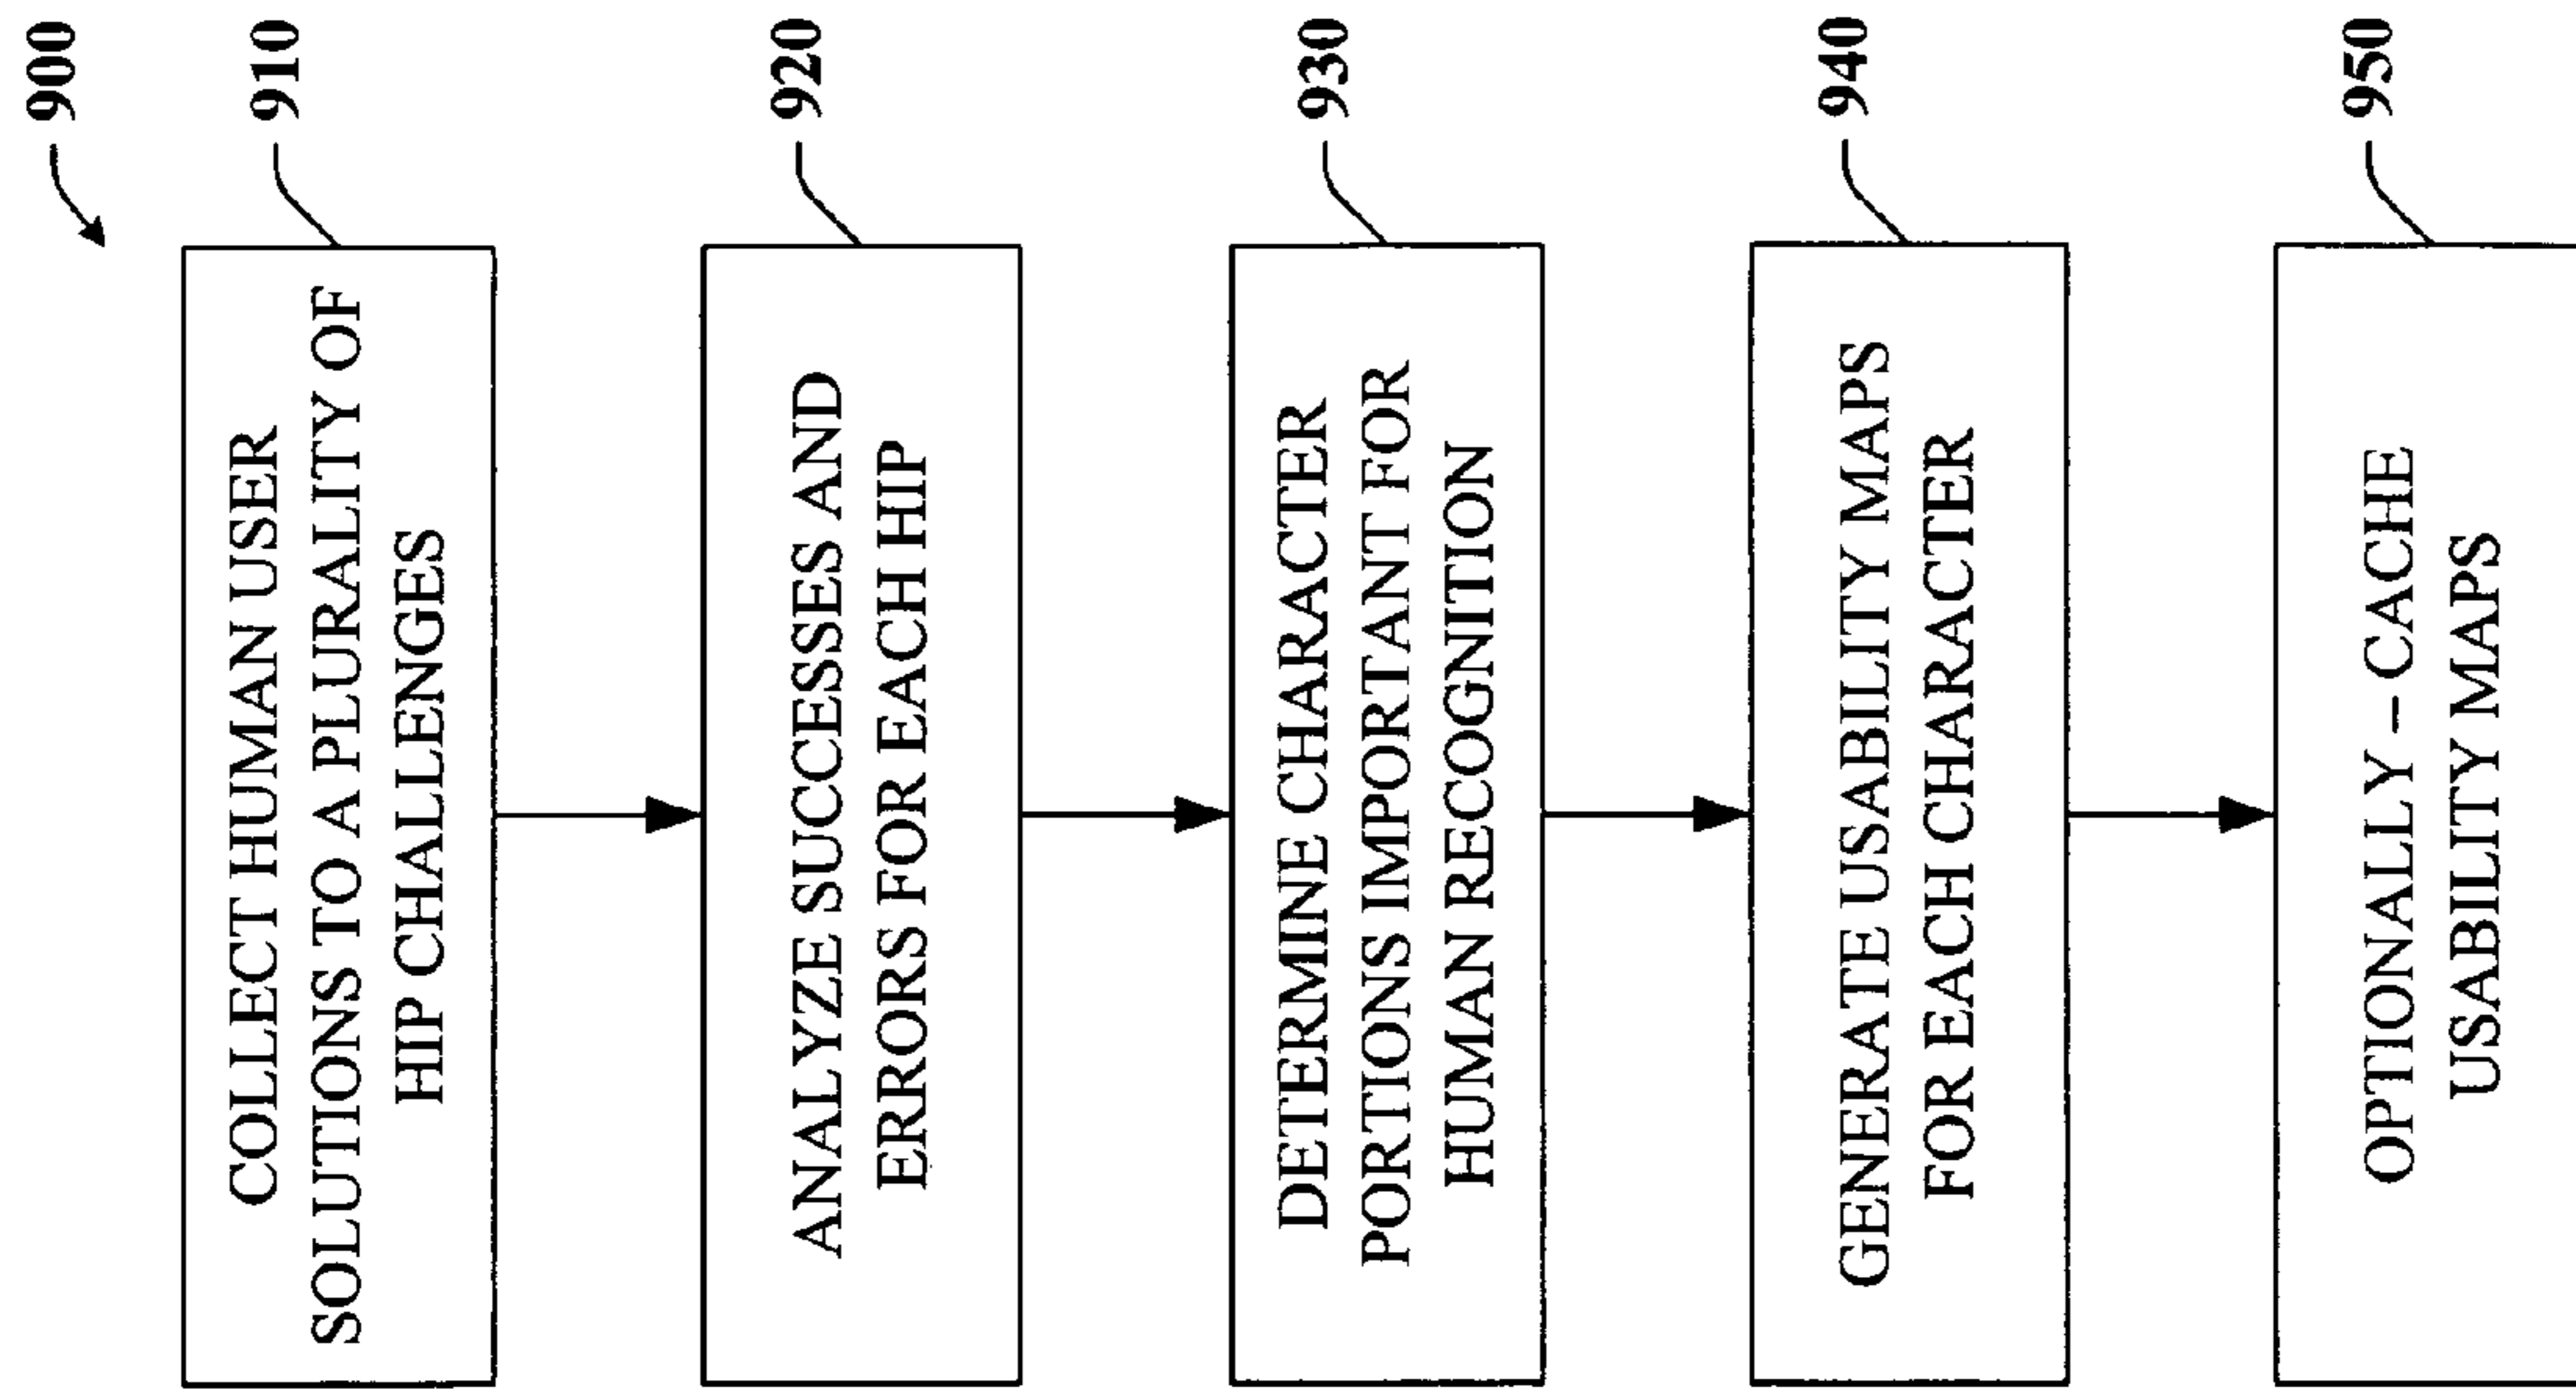 900
910
COLLECT HUMAN USER
SOLUTIONS TO A PLURALITY OF
HIP CHALLENGES
920
ANALYZE SUCCESSES AND
ERRORS FOR EACH HIP
930
DETERMINE CHARACTER
PORTIONS IMPORTANT FOR
HUMAN RECOGNITION
940
GENERATE USABILITY MAPS
FOR EACH CHARACTER
950
OPTIONALLY – CACHE
USABILITY MAPS